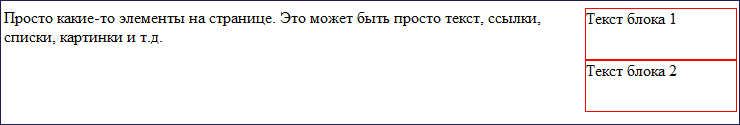 Просто какие-то элементы на странице. Это может быть просто текст, ссылки,
списки, картинки и т.д.
Текст блока 1
Текст блока 2